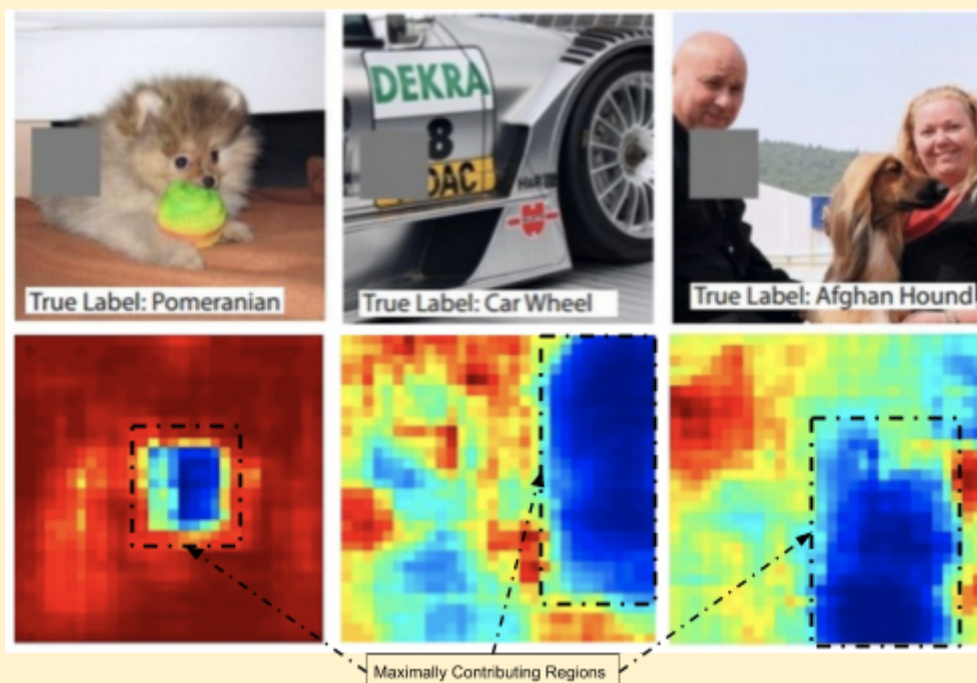 DEKRA
8
DAC
H&R
True Label: Pomeranian
True Label: Car Wheel
True Label: Afghan Hound
Maximally Contributing Regions